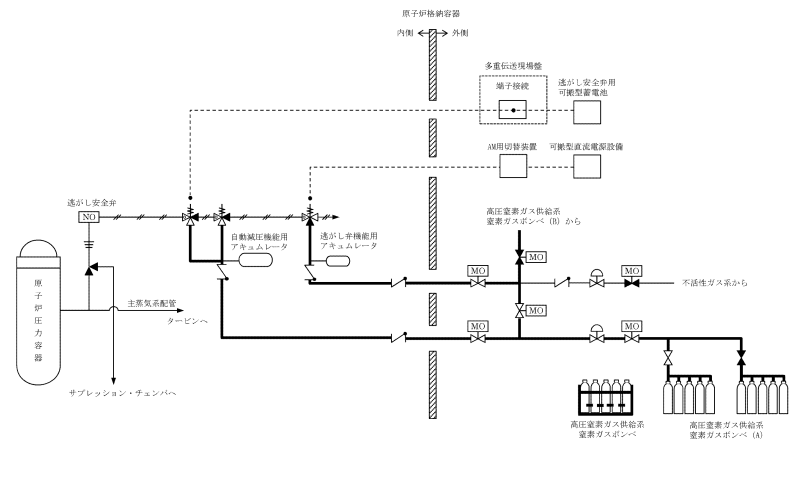 原子炉格納容器
内側
外側
多重伝送現場盤
端子接続
逃がし安全弁用
可搬型蓄電池
AM用切替装置
可搬型直流電源設備
逃がし安全弁
NO
高圧窒素ガス供給系
窒素ガスボンベ（B）から
自動減圧機能用
アキュムレータ
逃がし弁機能用
アキュムレータ
MO
MO
MO
不活性ガス系から
原子炉圧力容器
主蒸気系配管
タービンへ
MO
MO
MO
サプレッション・チェンバへ
高圧窒素ガス供給系
窒素ガスボンベ
高圧窒素ガス供給系
窒素ガスボンベ（A）